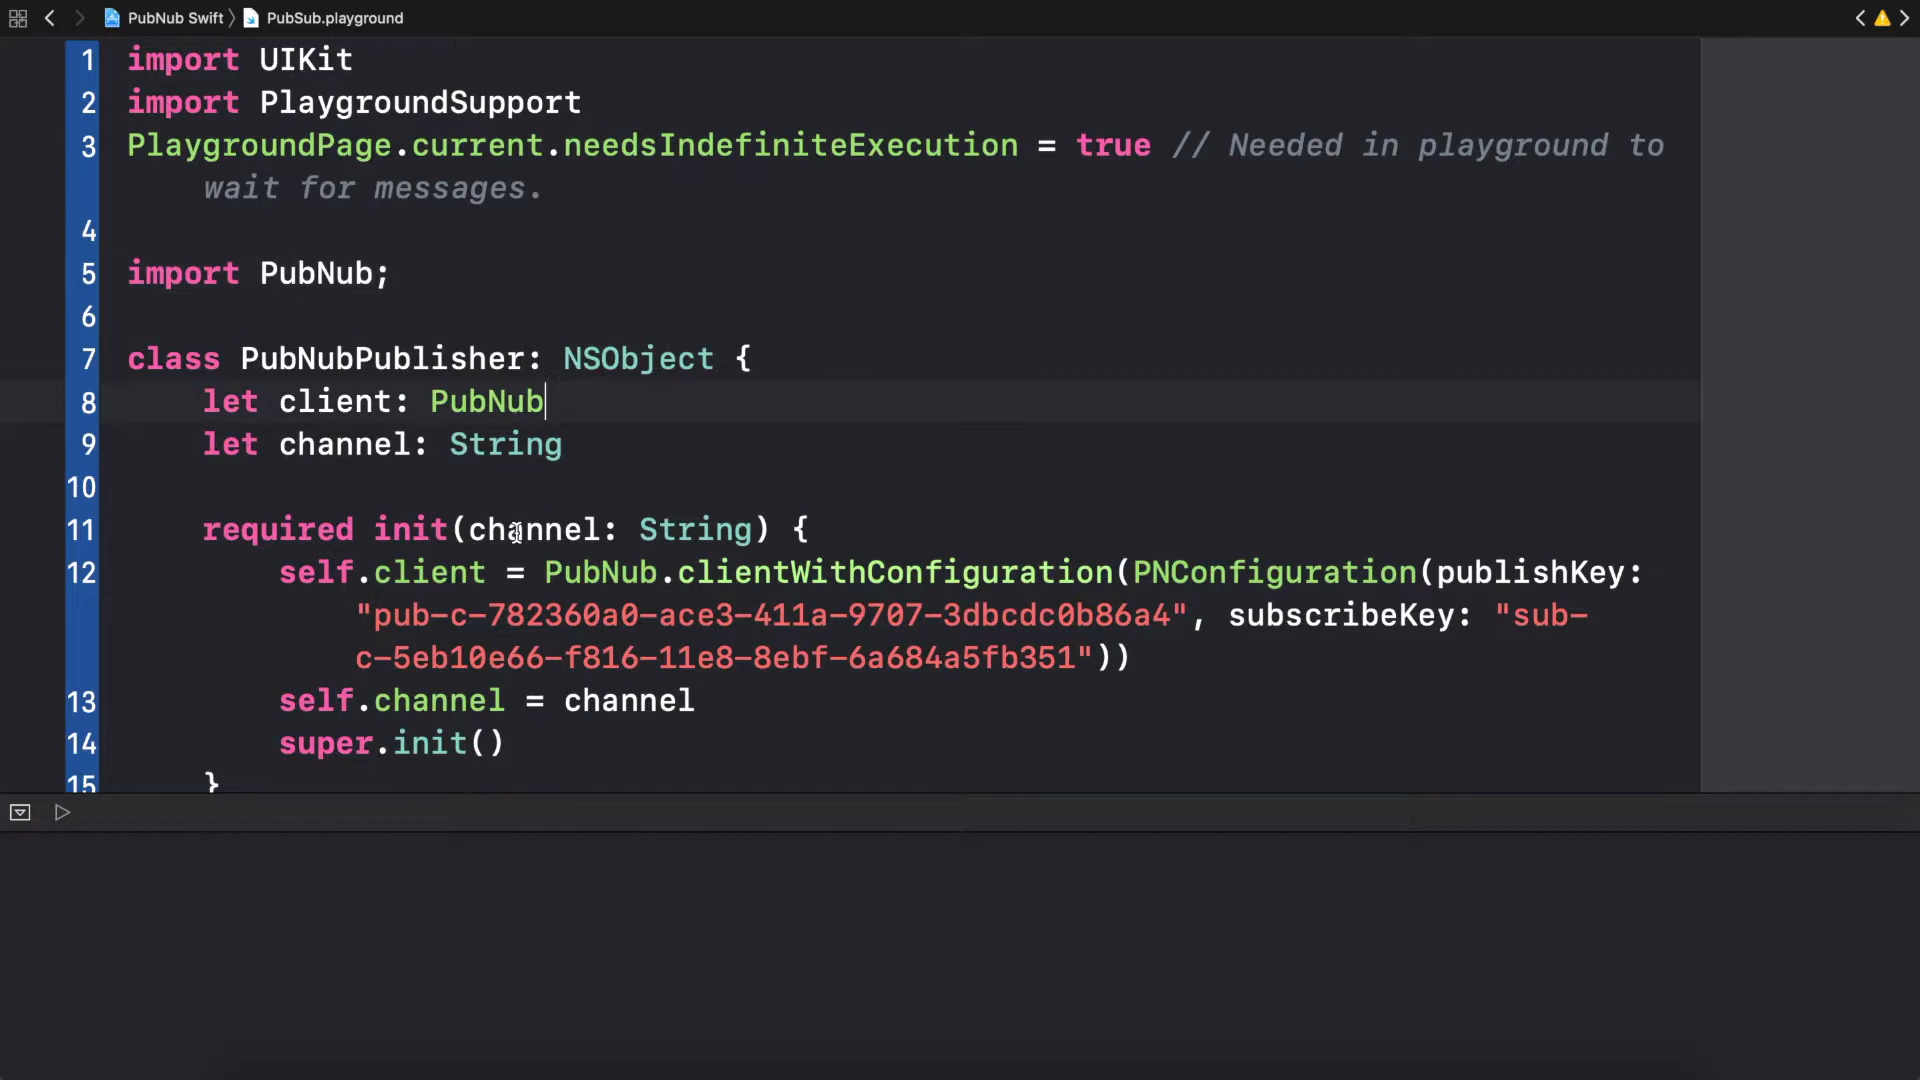 PubNub Swift PubSub.playground
1 import UIKit
2 import PlaygroundSupport
3 PlaygroundPage.current.needsIndefiniteExecution = true // Needed in playground to
wait for messages.
4
5 import PubNub;
6
7 class PubNubPublisher: NSObject {
8 let client: PubNub
9 let channel: String
10
11 required init(channel: String) {
12 self.client = PubNub.clientWithConfiguration(PNConfiguration(publishKey:
"pub-c-782360a0-ace3-411a-9707-3dbcdc0b86a4", subscribeKey: "sub-
c-5eb10e66-f816-11e8-8ebf-6a684a5fb351"))
13 self.channel = channel
14 super.init()
15 }